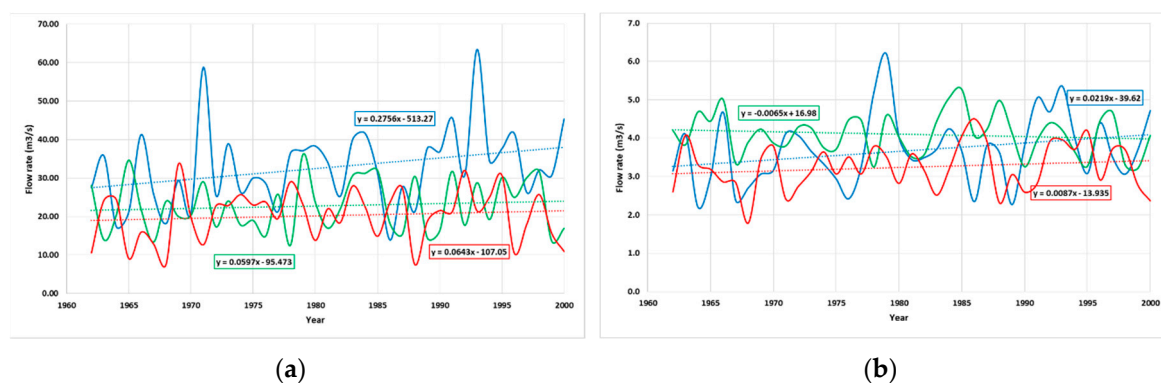 70.00
60.00
50.00
40.00
30.00
20.00
10.00
0.00
Flow rate (m3/s)
y = 0.2756x - 513.27
y = 0.0597x - 95.473
y = 0.0643x - 107.05
1960 1965 1970 1975 1980 1985 1990 1995 2000
Year
(a)
7.0
6.0
5.0
4.0
3.0
2.0
1.0
0.0
Flow rate (m3/s)
y = -0.0065x + 16.98
y = 0.0219x - 39.62
y = 0.0087x - 13.935
1960 1965 1970 1975 1980 1985 1990 1995 2000
Year
(b)